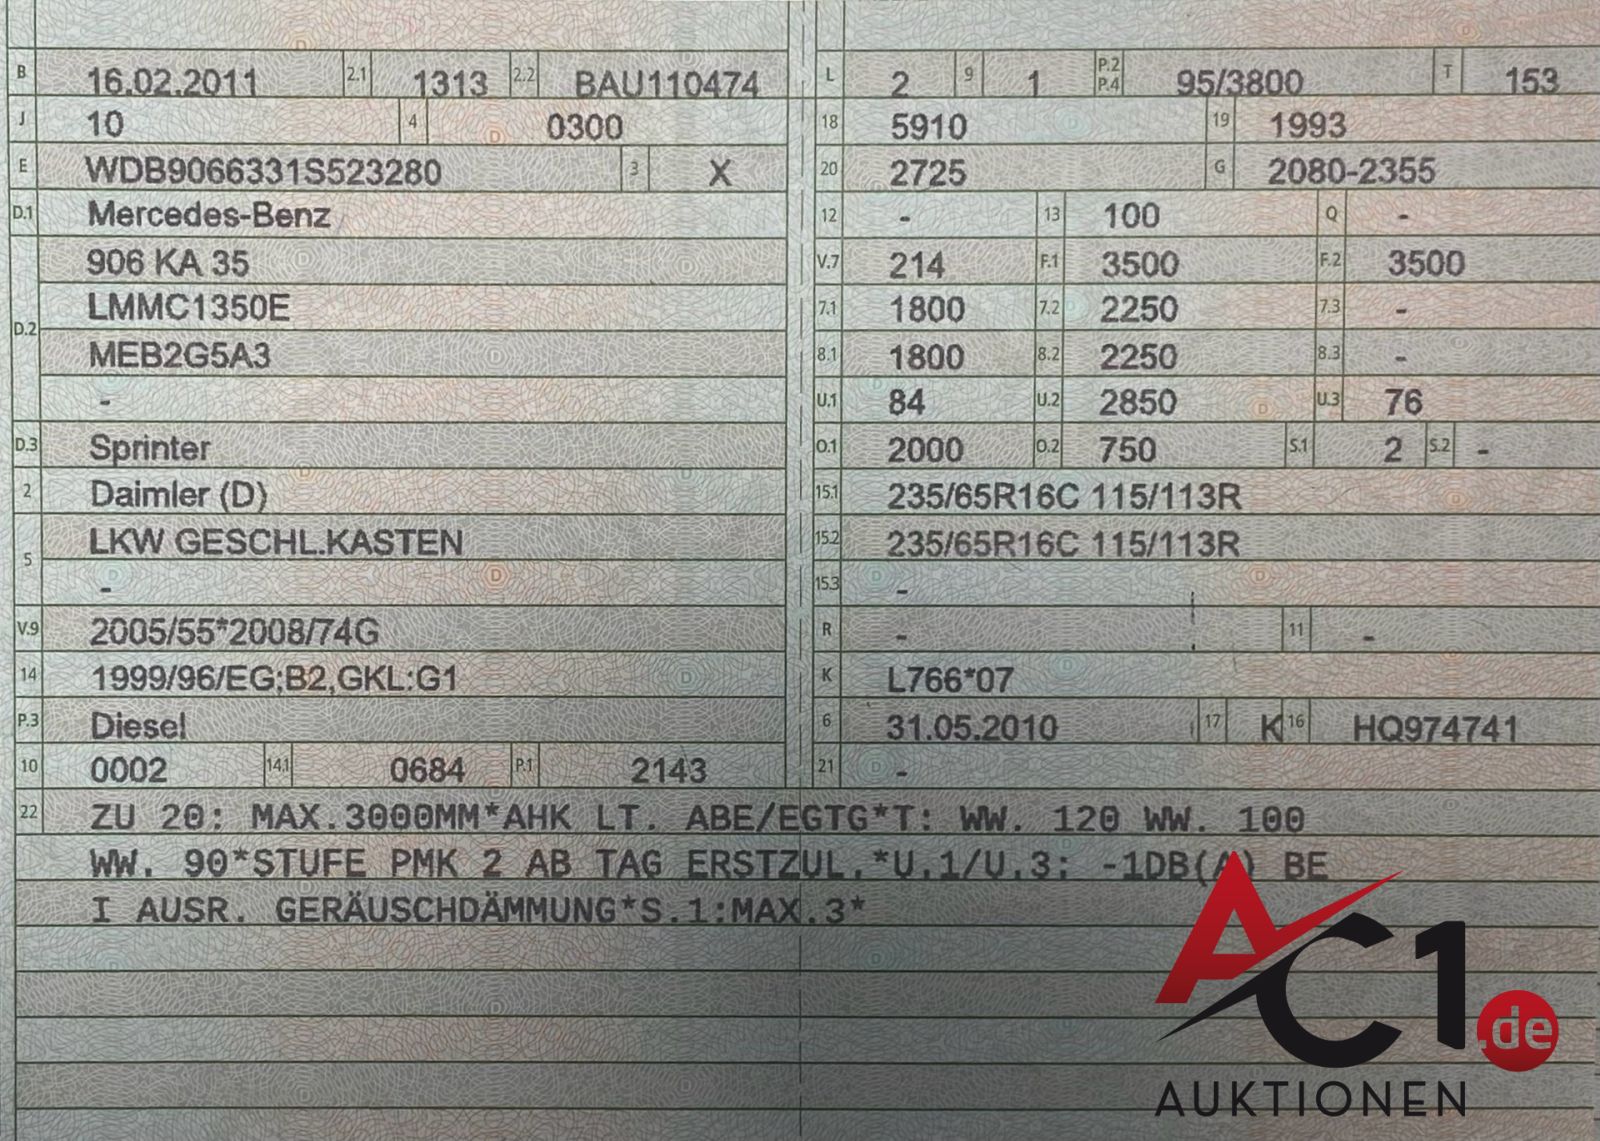 B 16.02.2011 2.1 1313 2.2 BAU110474
J 10 4 0300
E WDB9066331S523280 3 X
D.1 Mercedes-Benz
906 KA 35
D.2 LMMC1350E
MEB2G5A3
-
D.3 Sprinter
2 Daimler (D)
5 LKW GESCHL.KASTEN
-
V.9 2005/55*2008/74G
14 1999/96/EG;B2,GKL:G1
P.3 Diesel
10 0002 14.1 0684 P.1 2143
L 2 9 1 P.2 P.4 95/3800 T 153
18 5910 19 1993
20 2725 G 2080-2355
12 - 13 100 Q -
V.7 214 F.1 3500 F.2 3500
7.1 1800 7.2 2250 7.3 -
8.1 1800 8.2 2250 8.3 -
U.1 84 U.2 2850 U.3 76
O.1 2000 O.2 750 S.1 2 S.2 -
15.1 235/65R16C 115/113R
15.2 235/65R16C 115/113R
15.3 -
R - 11 -
K L766*07
6 31.05.2010 17 K 16 HQ974741
21 -
22 ZU 20: MAX.3000MM*AHK LT. ABE/EGTG*T: WW. 120 WW. 100
WW. 90*STUFE PMK 2 AB TAG ERSTZUL.*U.1/U.3: -1DB(A) BE
I AUSR. GERÄUSCHDÄMMUNG*S.1:MAX.3*
AC1.de
AUKTIONEN